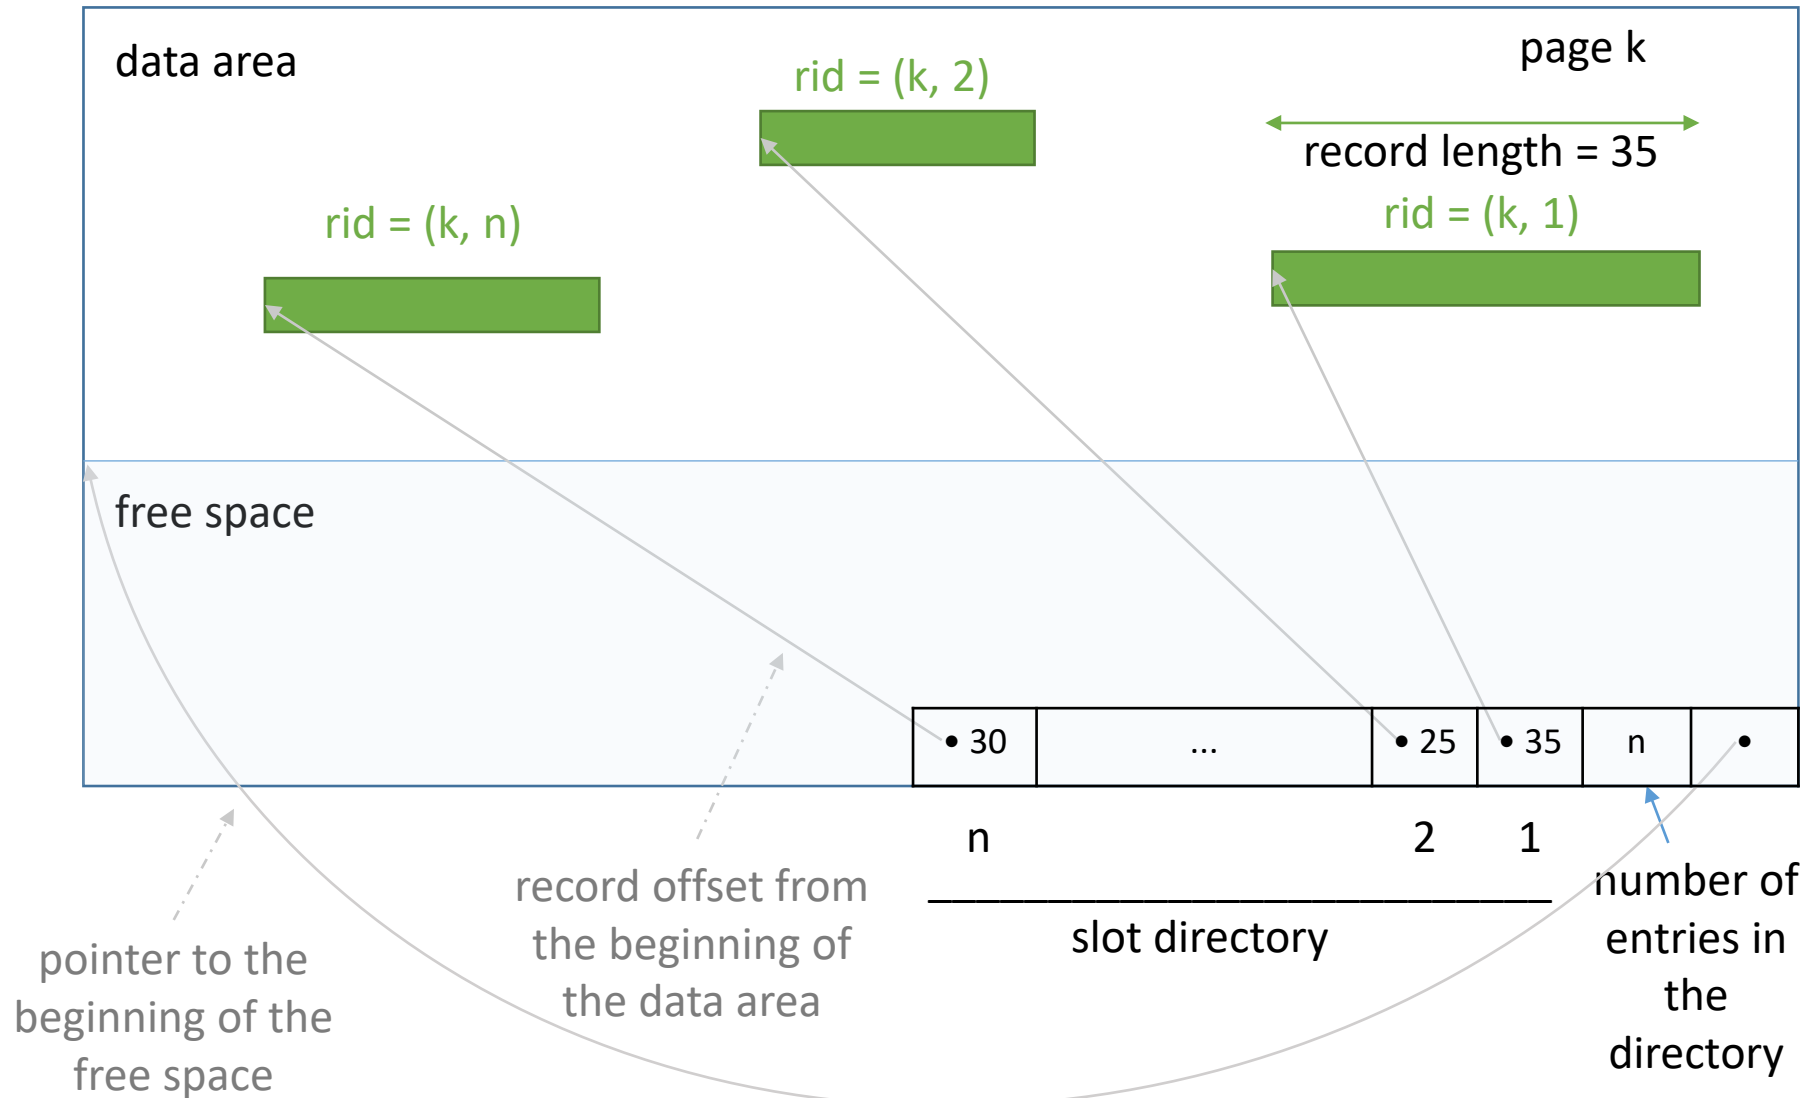 data area
page k
rid = (k, 2)
record length = 35
rid = (k, n)
rid = (k, 1)
free space
• 30
...
• 25
• 35
n
•
n
2
1
slot directory
number of
entries in
the
directory
record offset from
the beginning of
the data area
pointer to the
beginning of the
free space